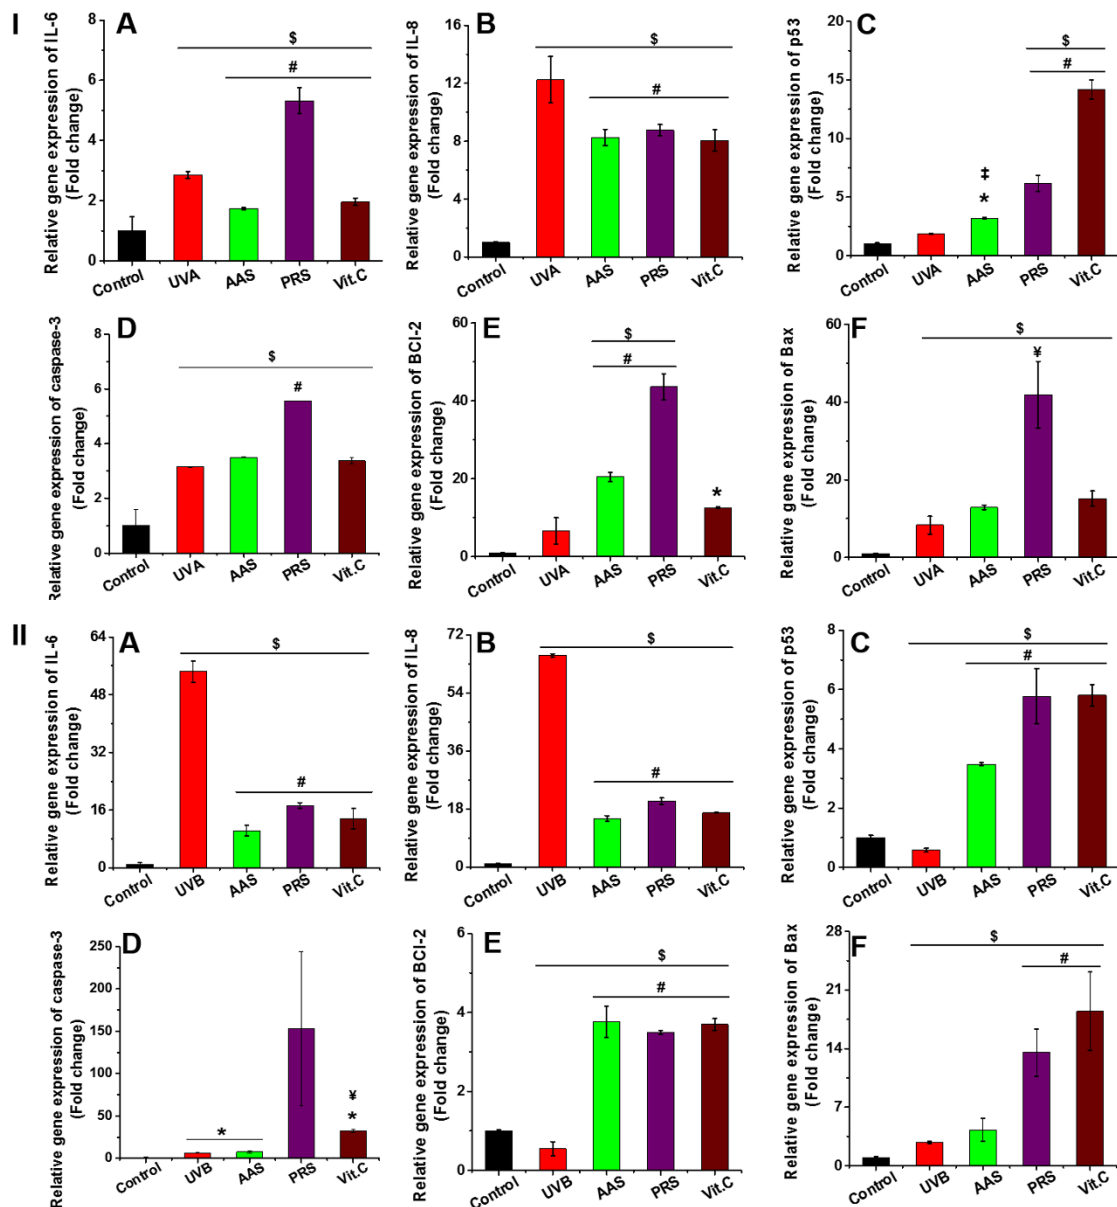 I
A
Relative gene expression of IL-6
(Fold change)
8
6
4
2
0
$
#
Control
UVA
AAS
PRS
Vit.C
B
Relative gene expression of IL-8
(Fold change)
16
12
8
4
0
$
#
Control
UVA
AAS
PRS
Vit.C
C
Relative gene expression of p53
(Fold change)
20
15
10
5
0
$
#
‡
*
Control
UVA
AAS
PRS
Vit.C
D
Relative gene expression of caspase-3
(Fold change)
8
6
4
2
0
$
#
Control
UVA
AAS
PRS
Vit.C
E
Relative gene expression of BCl-2
(Fold change)
60
40
20
0
$
#
*
Control
UVA
AAS
PRS
Vit.C
F
Relative gene expression of Bax
(Fold change)
60
40
20
0
$
¥
Control
UVA
AAS
PRS
Vit.C
II
A
Relative gene expression of IL-6
(Fold change)
64
48
32
16
0
$
#
Control
UVB
AAS
PRS
Vit.C
B
Relative gene expression of IL-8
(Fold change)
72
54
36
18
0
$
#
Control
UVB
AAS
PRS
Vit.C
C
Relative gene expression of p53
(Fold change)
8
6
4
2
0
$
#
Control
UVB
AAS
PRS
Vit.C
D
Relative gene expression of caspase-3
(Fold change)
250
200
150
100
50
0
*
¥
*
Control
UVB
AAS
PRS
Vit.C
E
Relative gene expression of BCl-2
(Fold change)
6
4
2
0
$
#
Control
UVB
AAS
PRS
Vit.C
F
Relative gene expression of Bax
(Fold change)
28
21
14
7
0
$
#
Control
UVB
AAS
PRS
Vit.C